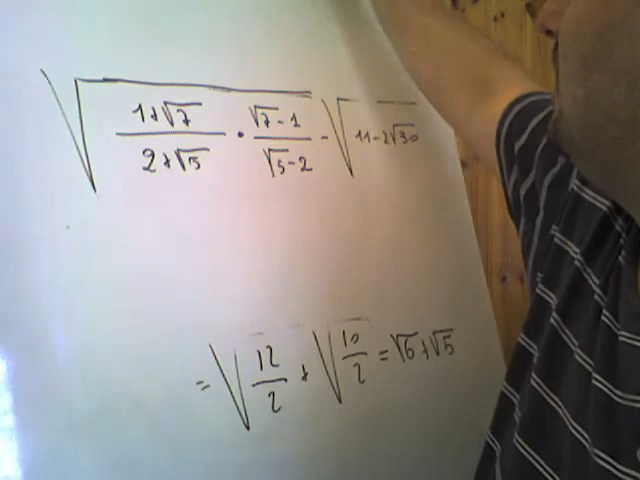 √((1+√7)/(2+√5) · (√7-1)/(√5-2)) - √(11-2√30)
= √(12/2) + √(10/2) = √6 + √5